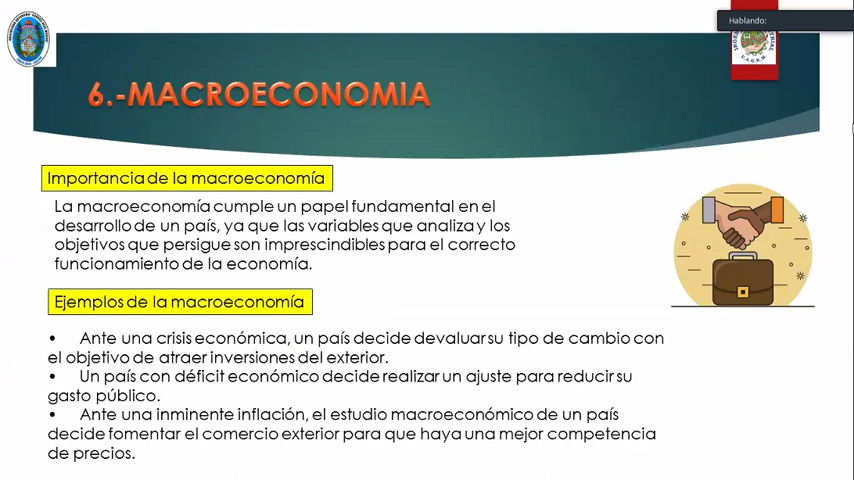 Hablando:
U.A.G.R.M.
6.-MACROECONOMIA
Importancia de la macroeconomía
La macroeconomía cumple un papel fundamental en el
desarrollo de un país, ya que las variables que analiza y los
objetivos que persigue son imprescindibles para el correcto
funcionamiento de la economía.
Ejemplos de la macroeconomía
• Ante una crisis económica, un país decide devaluar su tipo de cambio con
el objetivo de atraer inversiones del exterior.
• Un país con déficit económico decide realizar un ajuste para reducir su
gasto público.
• Ante una inminente inflación, el estudio macroeconómico de un país
decide fomentar el comercio exterior para que haya una mejor competencia
de precios.